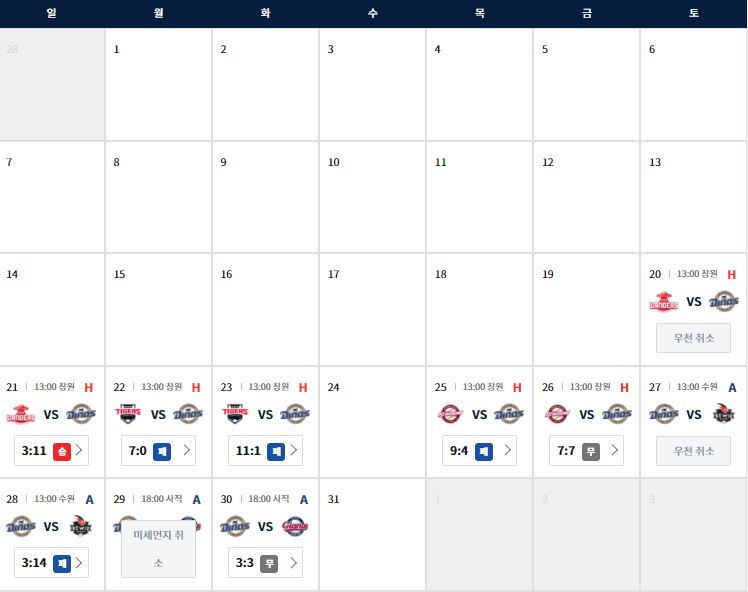 일 월 화 수 목 금 토
28 1 2 3 4 5 6
7 8 9 10 11 12 13
14 15 16 17 18 19 20 13:00 창원 H
LANDERS VS Dinos
우천 취소
21 13:00 창원 H 22 13:00 창원 H 23 13:00 창원 H 24 25 13:00 창원 H 26 13:00 창원 H 27 13:00 수원 A
LANDERS VS Dinos TIGERS VS Dinos TIGERS VS Dinos VS Dinos VS Dinos Dinos VS
3:11 승 7:0 패 11:1 패 9:4 패 7:7 무 우천 취소
28 13:00 수원 A 29 18:00 사직 A 30 18:00 사직 A 31 1 2 3
Dinos VS Dinos VS Giants
미세먼지 취
소
3:14 패 3:3 무